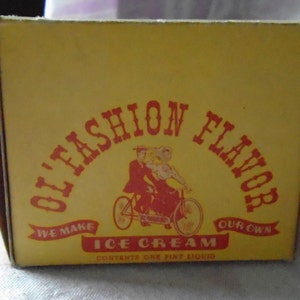 OL' FASHION FLAVOR
WE MAKE OUR OWN
ICE CREAM
CONTENTS ONE PINT LIQUID